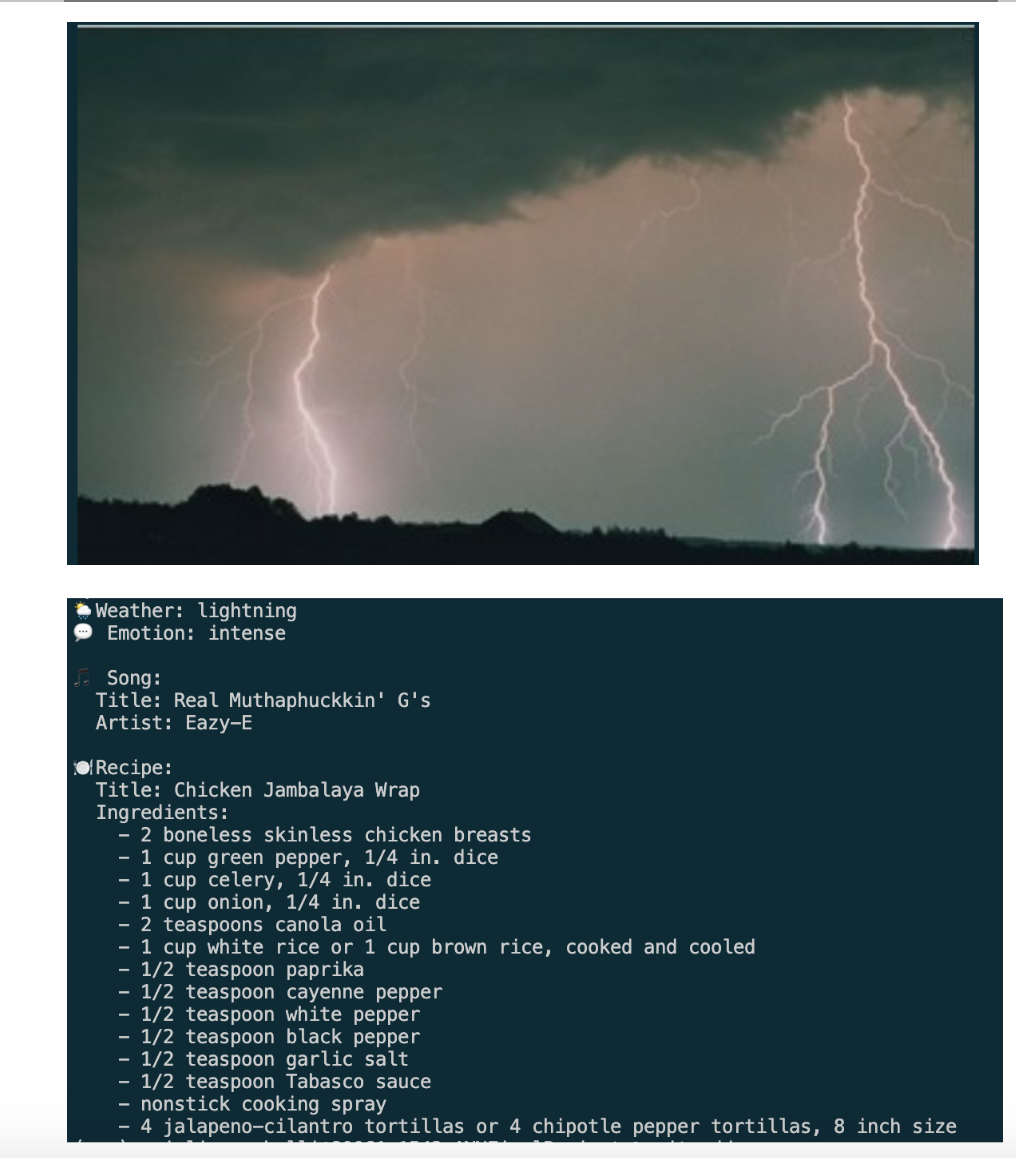 🌦Weather: lightning
💬 Emotion: intense
🎵 Song:
Title: Real Muthaphuckkin' G's
Artist: Eazy-E
🍽Recipe:
Title: Chicken Jambalaya Wrap
Ingredients:
- 2 boneless skinless chicken breasts
- 1 cup green pepper, 1/4 in. dice
- 1 cup celery, 1/4 in. dice
- 1 cup onion, 1/4 in. dice
- 2 teaspoons canola oil
- 1 cup white rice or 1 cup brown rice, cooked and cooled
- 1/2 teaspoon paprika
- 1/2 teaspoon cayenne pepper
- 1/2 teaspoon white pepper
- 1/2 teaspoon black pepper
- 1/2 teaspoon garlic salt
- 1/2 teaspoon Tabasco sauce
- nonstick cooking spray
- 4 jalapeno-cilantro tortillas or 4 chipotle pepper tortillas, 8 inch size